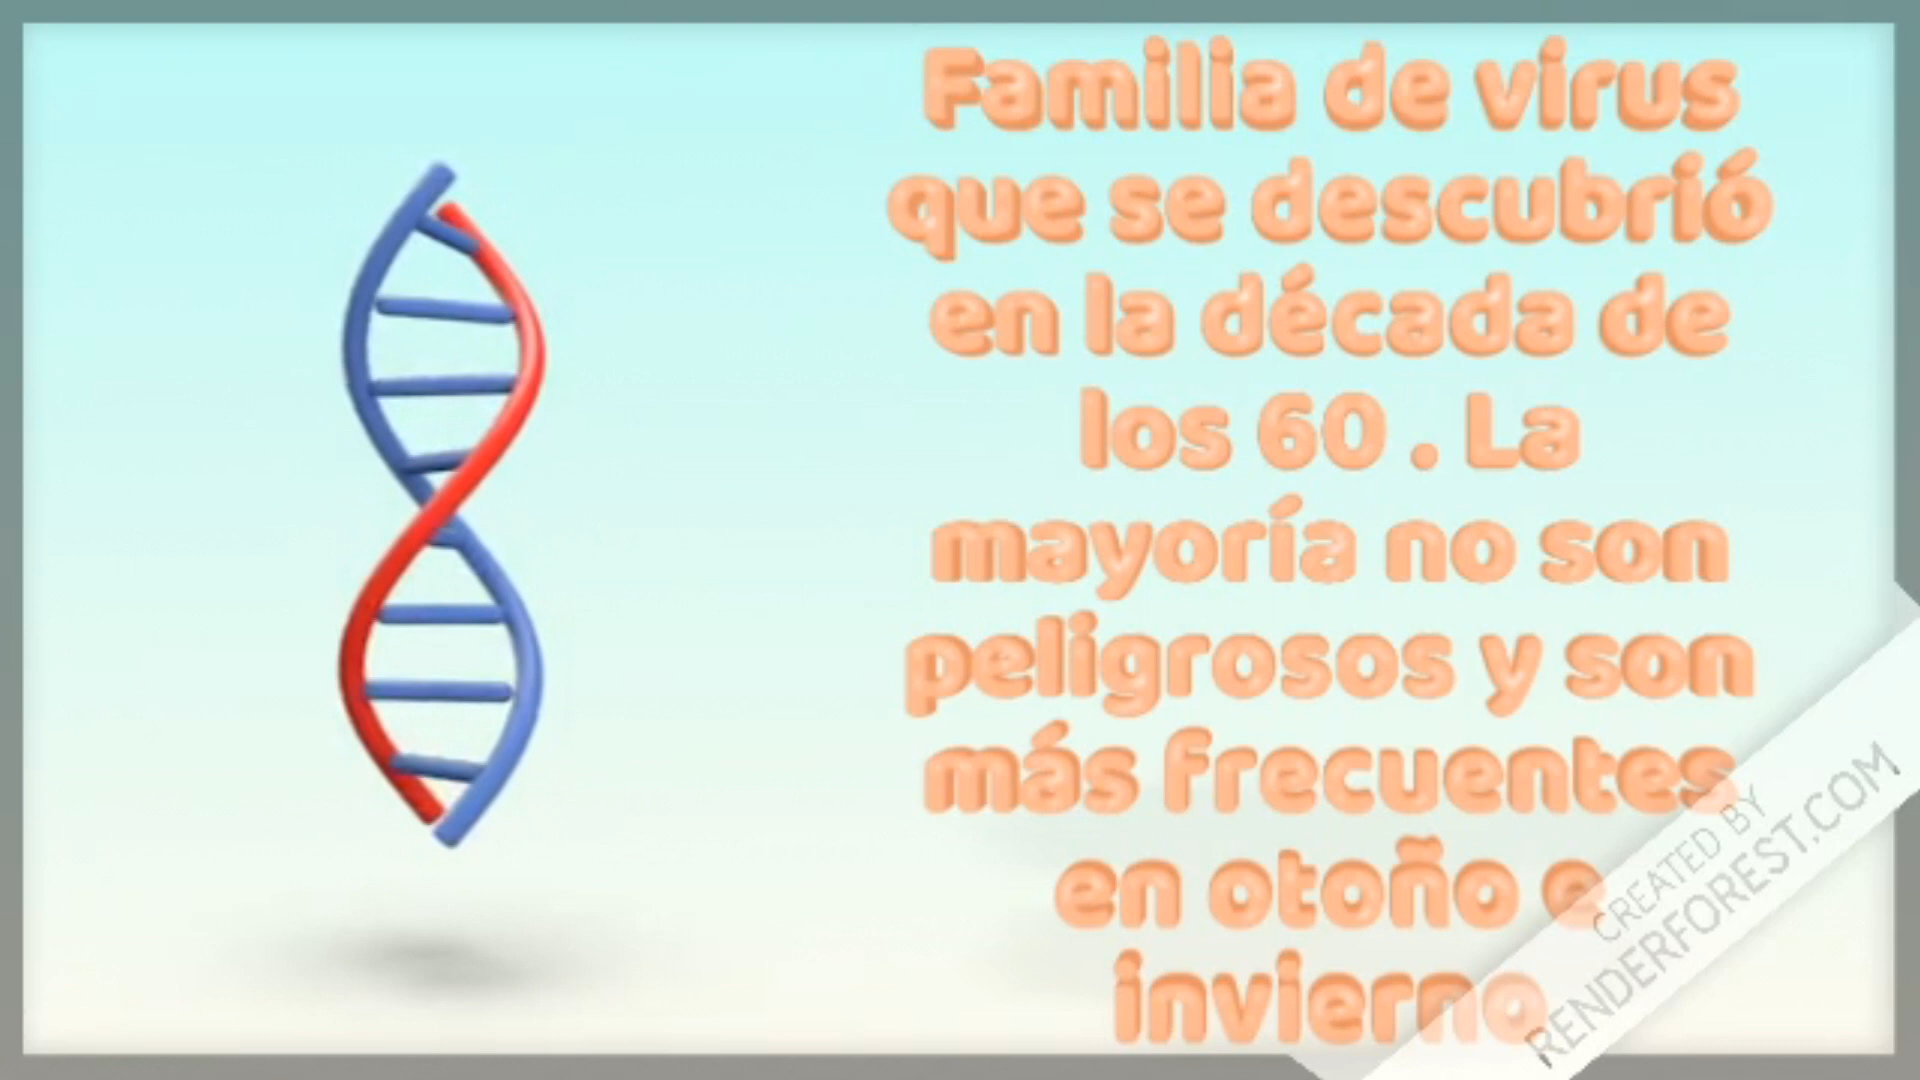 Familia de virus
que se descubrió
en la década de
los 60 . La
mayoría no son
peligrosos y son
más frecuentes
en otoño e
invierno
CREATED BY
RENDERFOREST.COM